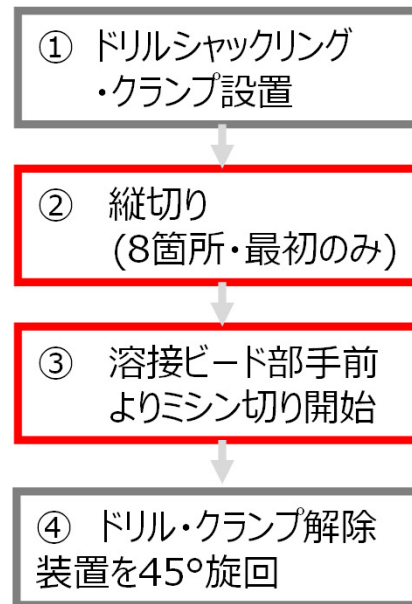 ① ドリルシャックリング
・クランプ設置
② 縦切り
(8箇所・最初のみ)
③ 溶接ビード部手前
よりミシン切り開始
④ ドリル・クランプ解除
装置を45°旋回